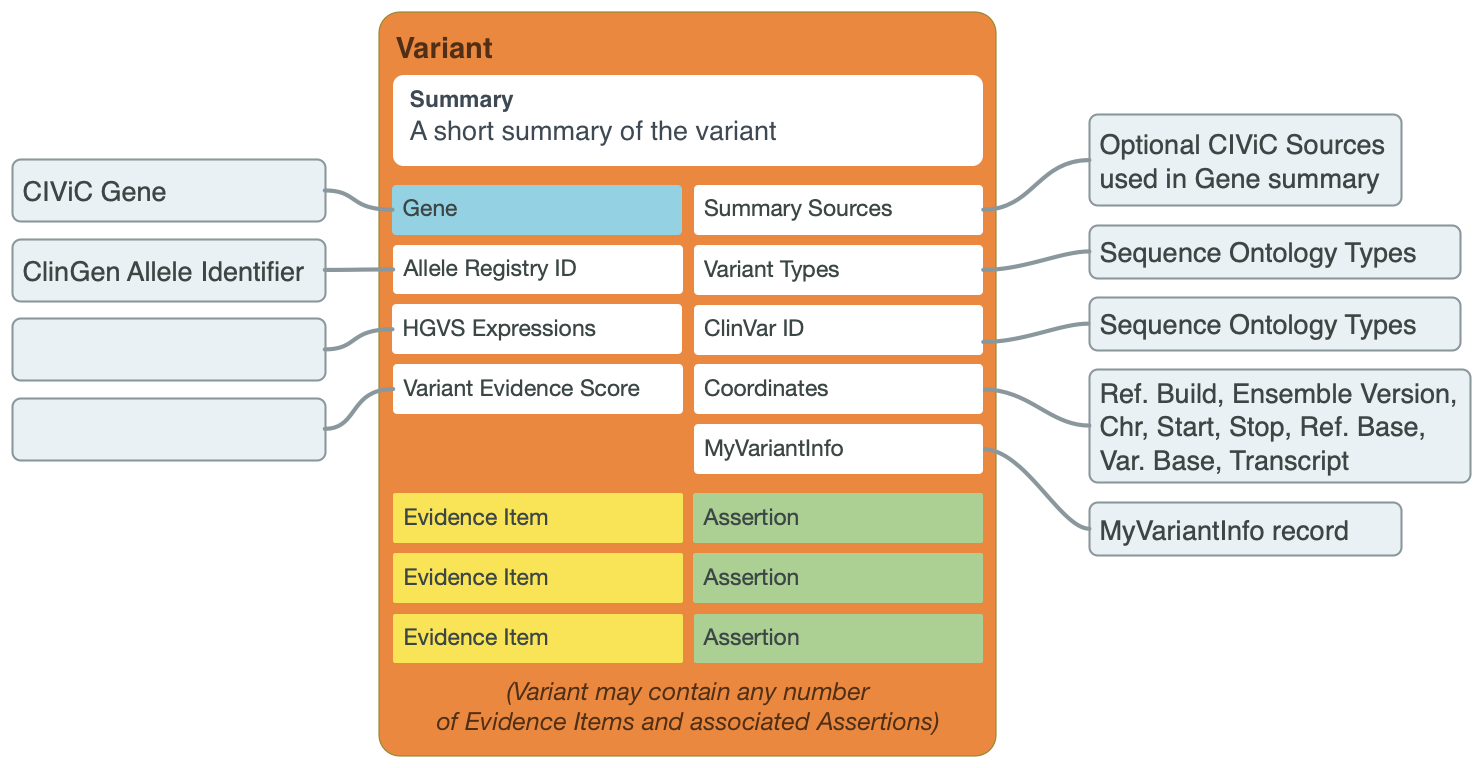 Variant
Summary
A short summary of the variant
CIViC Gene
ClinGen Allele Identifier
Gene
Allele Registry ID
HGVS Expressions
Variant Evidence Score
Summary Sources
Variant Types
ClinVar ID
Coordinates
MyVariantInfo
Optional CIViC Sources
used in Gene summary
Sequence Ontology Types
Sequence Ontology Types
Ref. Build, Ensemble Version,
Chr, Start, Stop, Ref. Base,
Var. Base, Transcript
MyVariantInfo record
Evidence Item
Assertion
Evidence Item
Assertion
Evidence Item
Assertion
(Variant may contain any number
of Evidence Items and associated Assertions)